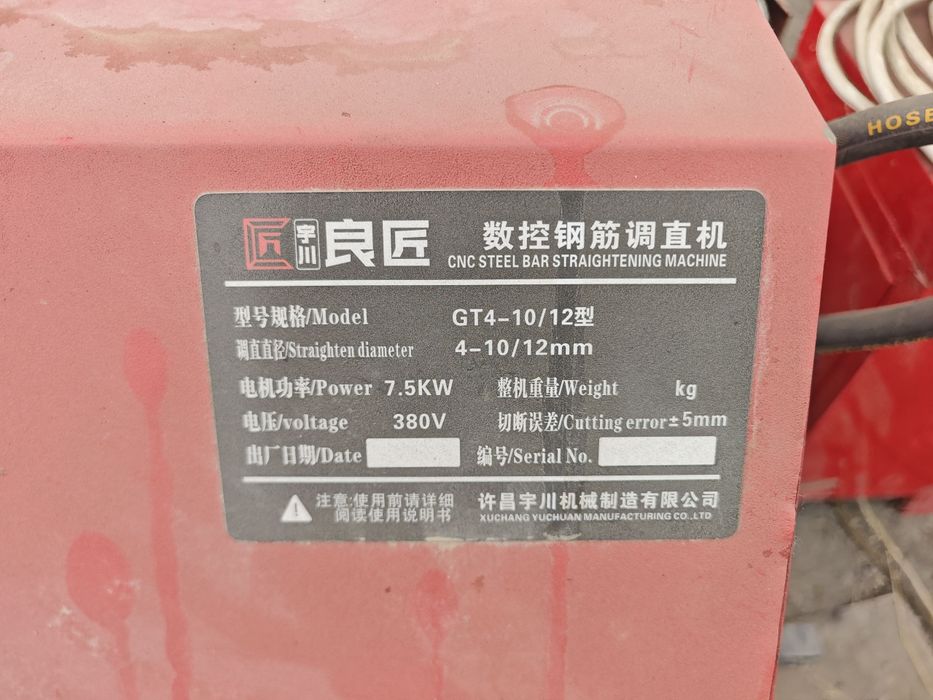 匠 宇川 良匠 数控钢筋调直机
CNC STEEL BAR STRAIGHTENING MACHINE
型号规格/Model GT4-10/12型
调直直径/Straighten diameter 4-10/12mm
电机功率/Power 7.5KW 整机重量/Weight kg
电压/voltage 380V 切断误差/Cutting error±5mm
出厂日期/Date 编号/Serial No.
注意:使用前请详细 许昌宇川机械制造有限公司
阅读使用说明书 XUCHANG YUCHUAN MANUFACTURING CO.,LTD
HOSE